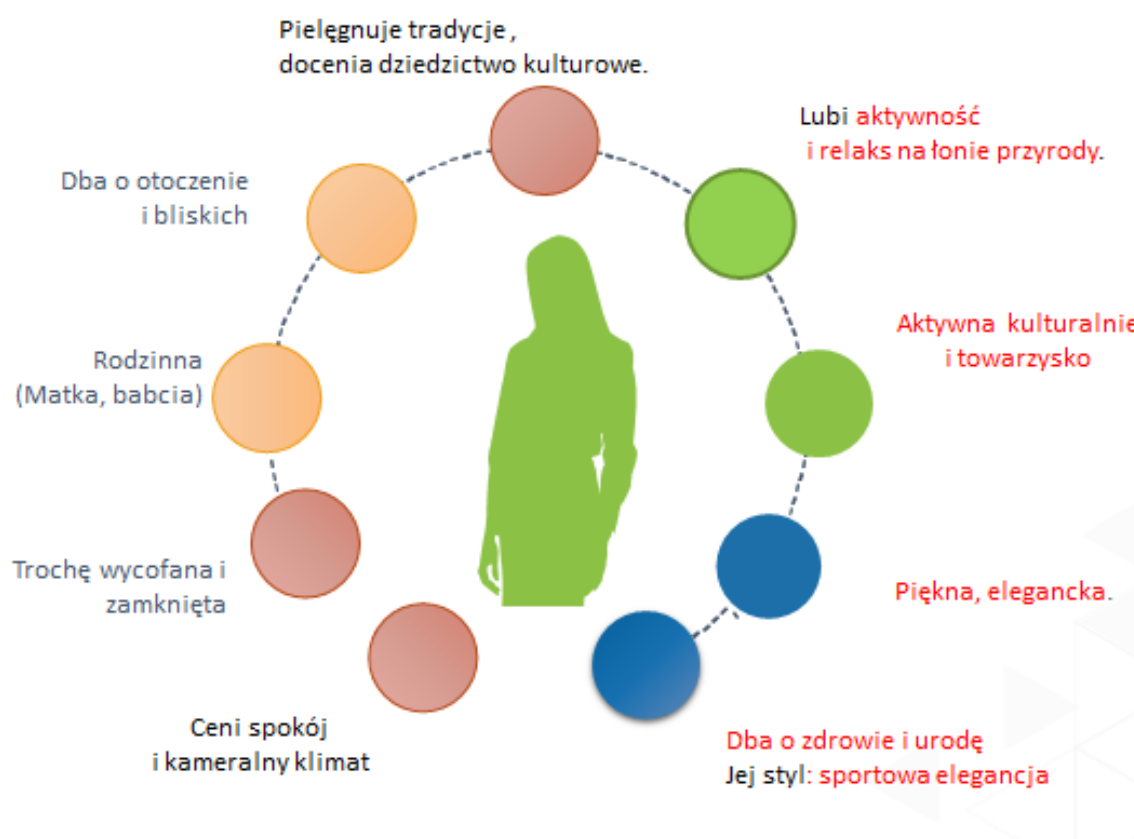 Pielęgnuje tradycje ,
docenia dziedzictwo kulturowe.
Lubi aktywność
i relaks na łonie przyrody.
Dba o otoczenie
i bliskich
Aktywna kulturalnie
i towarzysko
Rodzinna
(Matka, babcia)
Trochę wycofana i
zamknięta
Piękna, elegancka.
Ceni spokój
i kameralny klimat
Dba o zdrowie i urodę
Jej styl: sportowa elegancja